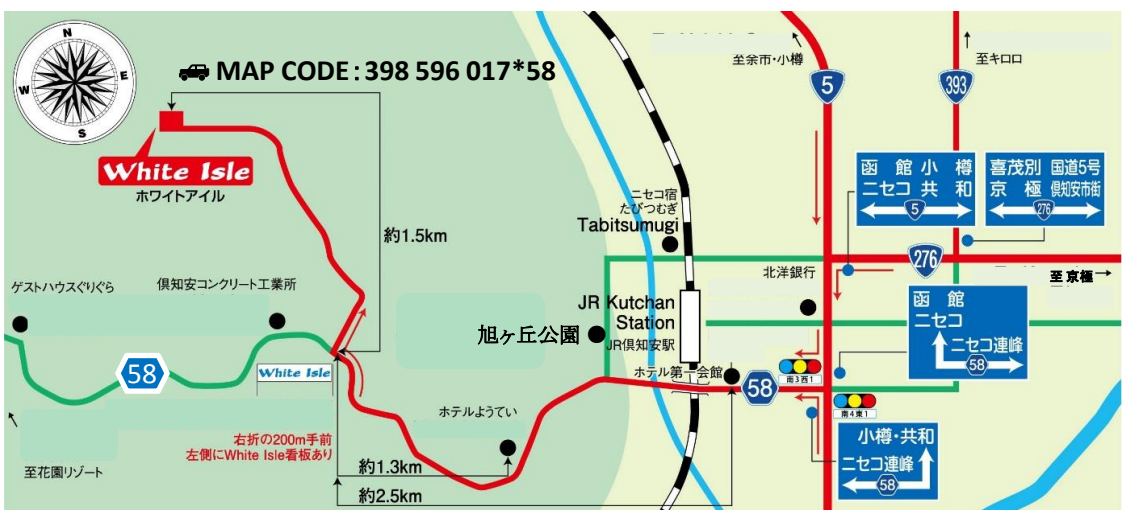 N
E
S
W
MAP CODE : 398 596 017*58
White Isle
ホワイトアイル
約1.5km
ゲストハウスぐりぐら
倶知安コンクリート工業所
58
White Isle
至花園リゾート
右折の200m手前
左側にWhite Isle看板あり
ホテルようてい
約1.3km
約2.5km
旭ヶ丘公園
ニセコ宿
たびつむぎ
Tabitsumugi
JR Kutchan
Station
JR倶知安駅
ホテル第一会館
58
北洋銀行
至余市・小樽
5
至キロロ
393
函館 小樽
ニセコ 共和
5
喜茂別 国道5号
京極 倶知安市街
276
276
至 京極
函館
ニセコ
ニセコ連峰
58
南3西1
南4東1
小樽・共和
ニセコ連峰
58